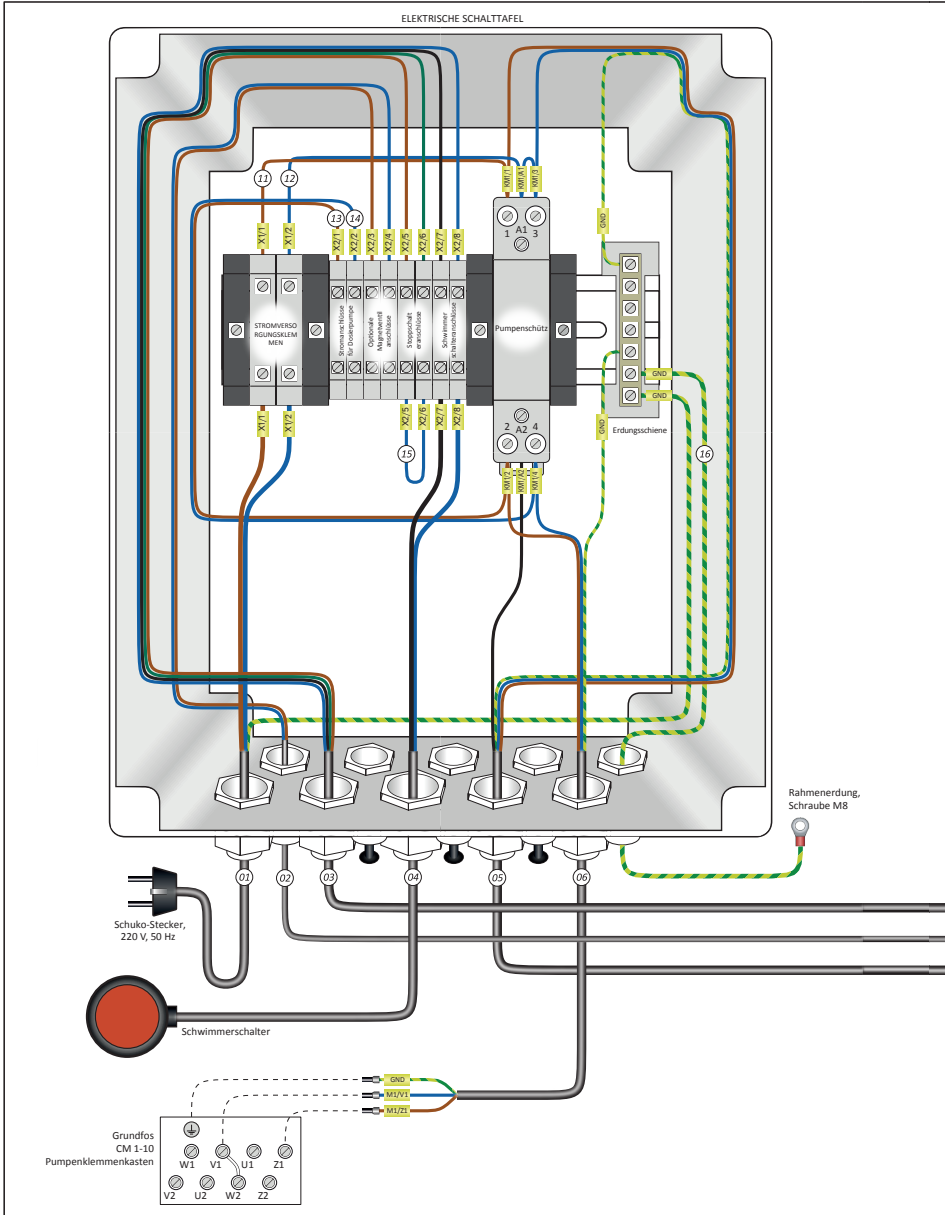 ELEKTRISCHE SCHALTTAFEL
KM1/1
KM1/A1
KM1/3
11
12
13
14
GND
X1/1
X1/2
X2/1
X2/2
X2/3
X2/4
X2/5
X2/6
X2/7
X2/8
1
A1
3
STROMVERSO
RGUNGSKLEM
MEN
Stromanschlüsse
für Dosierpumpe
Optionale
Magnetventil
anschlüsse
Stoppschalt
eranschlüsse
Schwimmer
schalteranschlüsse
Pumpenschütz
GND
GND
GND
Erdungsschiene
X1/1
X1/2
X2/5
X2/6
X2/7
X2/8
2
A2
4
15
16
KM1/2
KM1/A2
KM1/4
Rahmenerdung,
Schraube M8
01
02
03
04
05
06
Schuko-Stecker,
220 V, 50 Hz
Schwimmerschalter
GND
M1/V1
M1/Z1
Grundfos
CM 1-10
Pumpenklemmenkasten
W1
V1
U1
Z1
V2
U2
W2
Z2